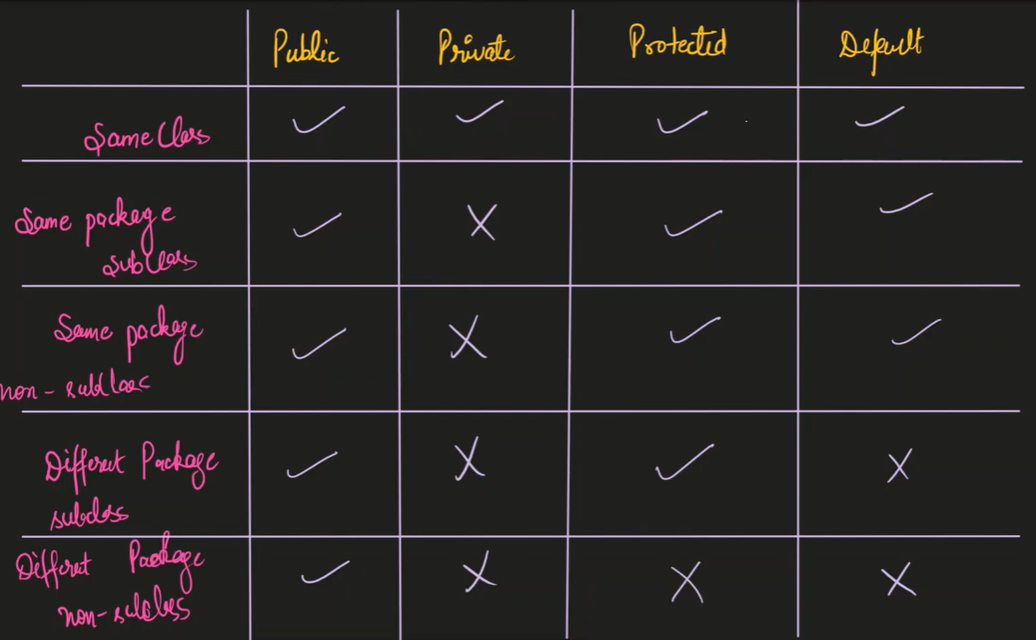 Public Private Protected Default
Same Class ✓ ✓ ✓ ✓
Same package
subclass ✓ X ✓ ✓
Same package
non-subclass ✓ X ✓ ✓
Different Package
subclass ✓ X ✓ X
Different Package
non-subclass ✓ X X X